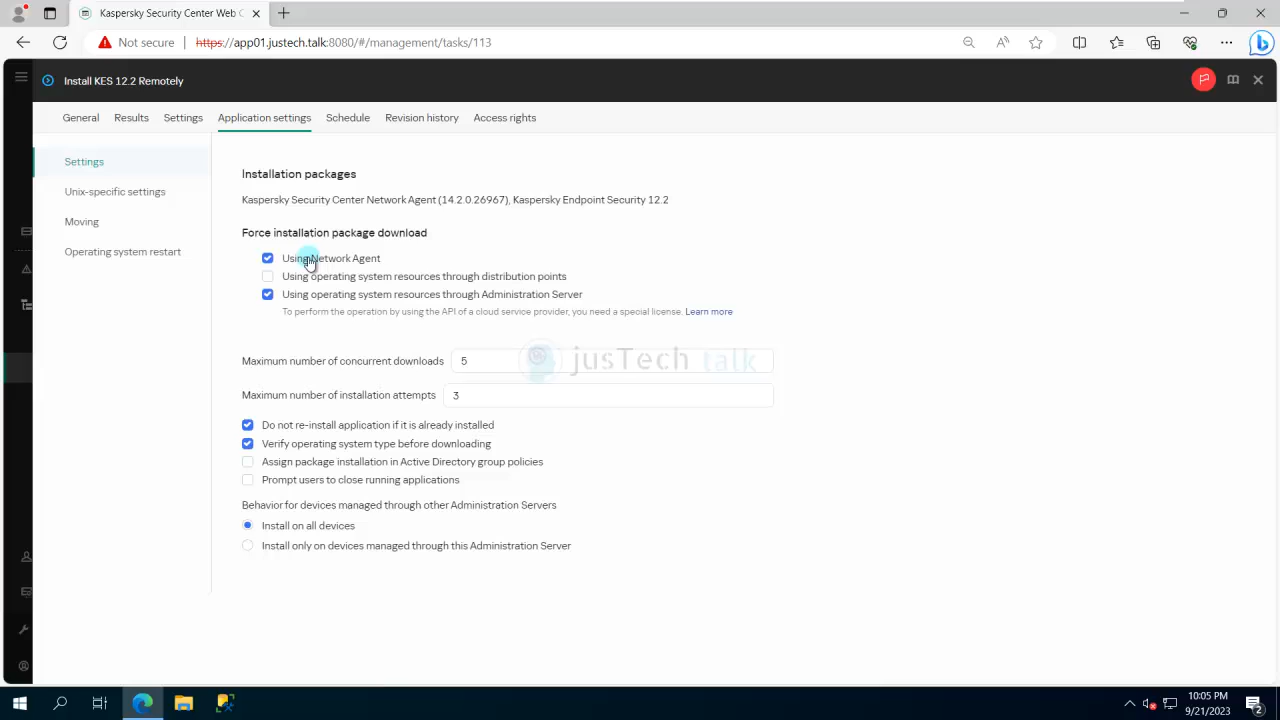 Kaspersky Security Center Web C
Not secure
https://app01.justech.talk:8080/#/management/tasks/113
Install KES 12.2 Remotely
General
Results
Settings
Application settings
Schedule
Revision history
Access rights
Settings
Unix-specific settings
Moving
Operating system restart
Installation packages
Kaspersky Security Center Network Agent (14.2.0.26967), Kaspersky Endpoint Security 12.2
Force installation package download
Using Network Agent
Using operating system resources through distribution points
Using operating system resources through Administration Server
To perform the operation by using the API of a cloud service provider, you need a special license. Learn more
Maximum number of concurrent downloads 5
jusTech talk
Maximum number of installation attempts 3
Do not re-install application if it is already installed
Verify operating system type before downloading
Assign package installation in Active Directory group policies
Prompt users to close running applications
Behavior for devices managed through other Administration Servers
Install on all devices
Install only on devices managed through this Administration Server
10:05 PM
9/21/2023
2